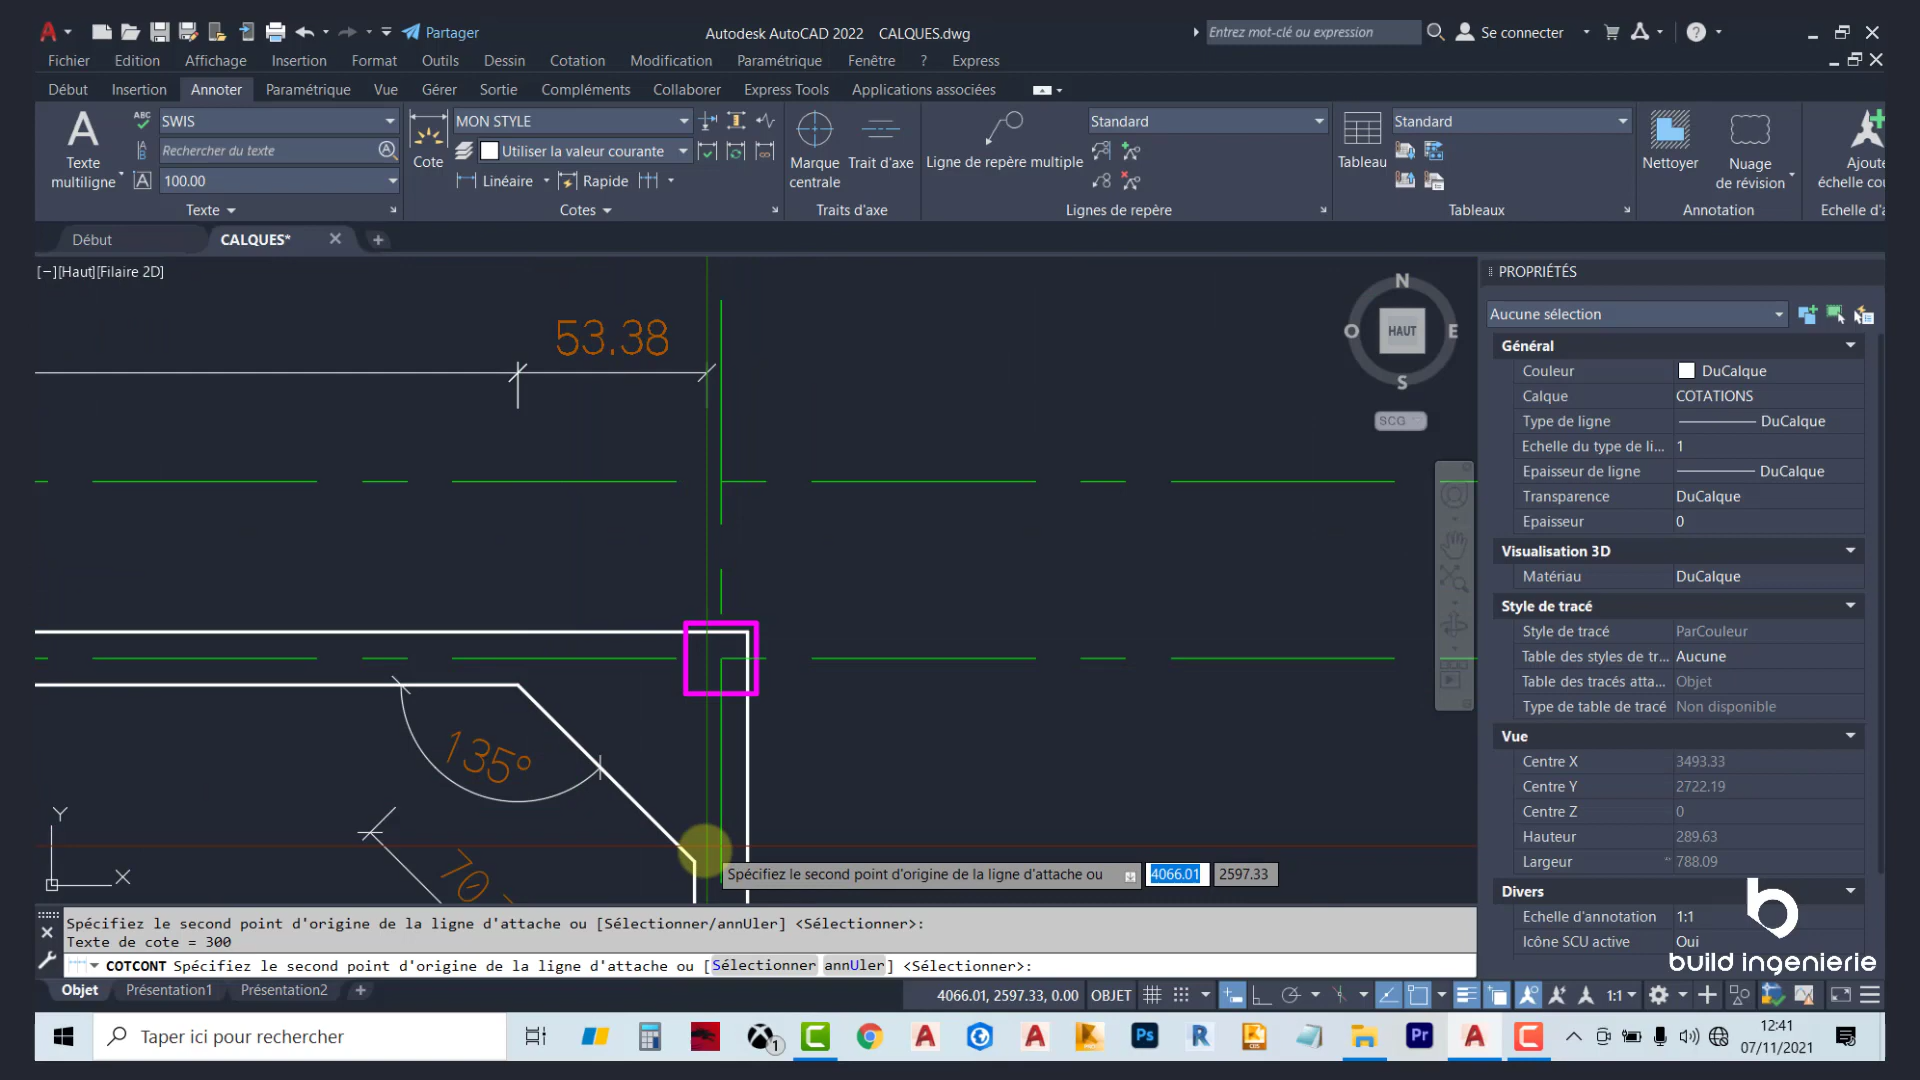 Partager
Autodesk AutoCAD 2022 CALQUES.dwg
Entrez mot-clé ou expression
Se connecter
Fichier Edition Affichage Insertion Format Outils Dessin Cotation Modification Paramétrique Fenêtre ? Express
Début Insertion Annoter Paramétrique Vue Gérer Sortie Compléments Collaborer Express Tools Applications associées
Texte
multiligne
SWIS
Rechercher du texte
100.00
Texte
Cote
MON STYLE
Utiliser la valeur courante
Linéaire Rapide
Cotes
Marque
centrale
Trait d'axe
Traits d'axe
Ligne de repère multiple
Standard
Lignes de repère
Tableau
Standard
Tableaux
Nettoyer
Nuage
de révision
Annotation
Ajoute
échelle cou
Echelle d'a
Début CALQUES*
[−][Haut][Filaire 2D]
53.38
135°
70
Y
X
N
O HAUT E
S
SCG
Spécifiez le second point d'origine de la ligne d'attache ou 4066.01 2597.33
PROPRIÉTÉS
Aucune sélection
Général
Couleur DuCalque
Calque COTATIONS
Type de ligne DuCalque
Echelle du type de li... 1
Epaisseur de ligne DuCalque
Transparence DuCalque
Epaisseur 0
Visualisation 3D
Matériau DuCalque
Style de tracé
Style de tracé ParCouleur
Table des styles de tr... Aucune
Table des tracés atta... Objet
Type de table de tracé Non disponible
Vue
Centre X 3493.33
Centre Y 2722.19
Centre Z 0
Hauteur 289.63
Largeur 788.09
Divers
Echelle d'annotation 1:1
Icône SCU active Oui
build ingenierie
Spécifiez le second point d'origine de la ligne d'attache ou [Sélectionner/annUler] <Sélectionner>:
Texte de cote = 300
COTCONT Spécifiez le second point d'origine de la ligne d'attache ou [Sélectionner annUler] <Sélectionner>:
Objet Présentation1 Présentation2
4066.01, 2597.33, 0.00 OBJET 1:1
Taper ici pour rechercher
12:41
07/11/2021